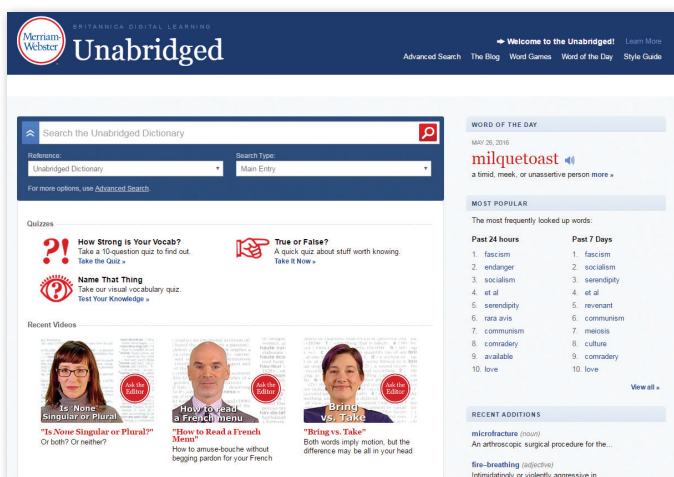 Merriam-
Webster
BRITANNICA DIGITAL LEARNING
Unabridged
Welcome to the Unabridged! Learn More
Advanced Search The Blog Word Games Word of the Day Style Guide
Search the Unabridged Dictionary
Reference: Search Type:
Unabridged Dictionary Main Entry
For more options, use Advanced Search.
Quizzes
How Strong is Your Vocab?
Take a 10-question quiz to find out.
Take the Quiz »
True or False?
A quick quiz about stuff worth knowing.
Take It Now »
Name That Thing
Take our visual vocabulary quiz.
Test Your Knowledge »
Recent Videos
Ask the
Editor
Is None
Singular or Plural
"Is None Singular or Plural?"
Or both? Or neither?
Ask the
Editor
How to read
a French menu
"How to Read a French
Menu"
How to amuse-bouche without
begging pardon for your French
Ask the
Editor
Bring
vs. Take
"Bring vs. Take"
Both words imply motion, but the
difference may be all in your head
WORD OF THE DAY
MAY 26, 2016
milquetoast
a timid, meek, or unassertive person more »
MOST POPULAR
The most frequently looked up words:
Past 24 hours
1. fascism
2. endanger
3. socialism
4. et al
5. serendipity
6. rara avis
7. communism
8. comradery
9. available
10. love
Past 7 Days
1. fascism
2. socialism
3. serendipity
4. et al
5. revenant
6. communism
7. meiosis
8. culture
9. comradery
10. love
View all »
RECENT ADDITIONS
microfracture (noun)
An arthroscopic surgical procedure for the...
fire–breathing (adjective)
Intimidatingly or violently aggressive in